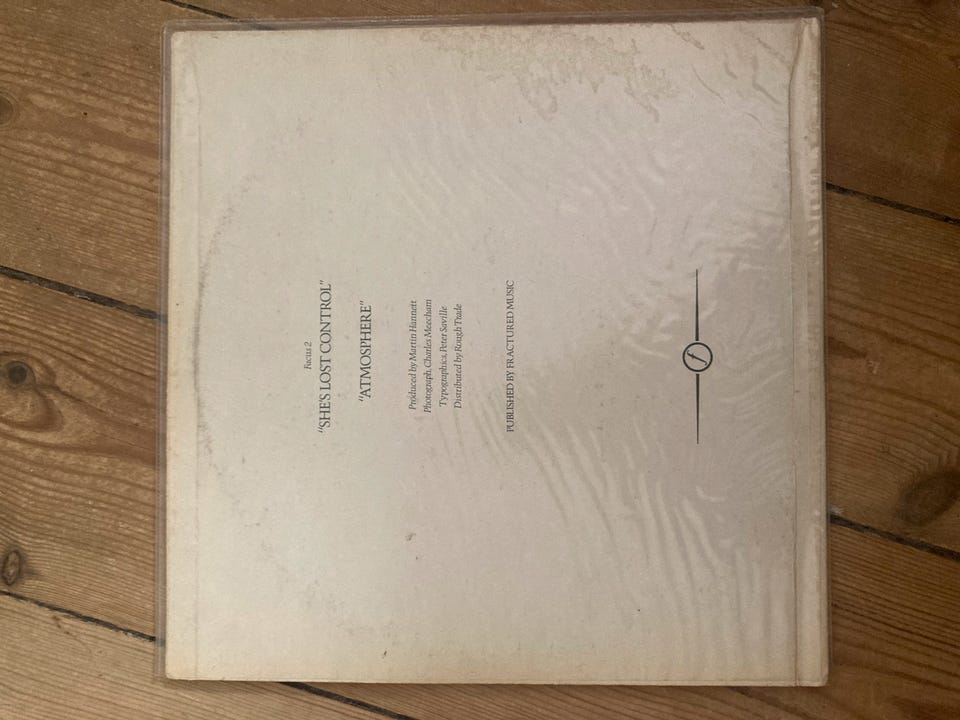 Facus 2
"SHE'S LOST CONTROL"
"ATMOSPHERE"
Produced by Martin Hannett
Photograph, Charles Meecham
Typographics, Peter Saville
Distributed by Rough Trade
PUBLISHED BY FRACTURED MUSIC
f